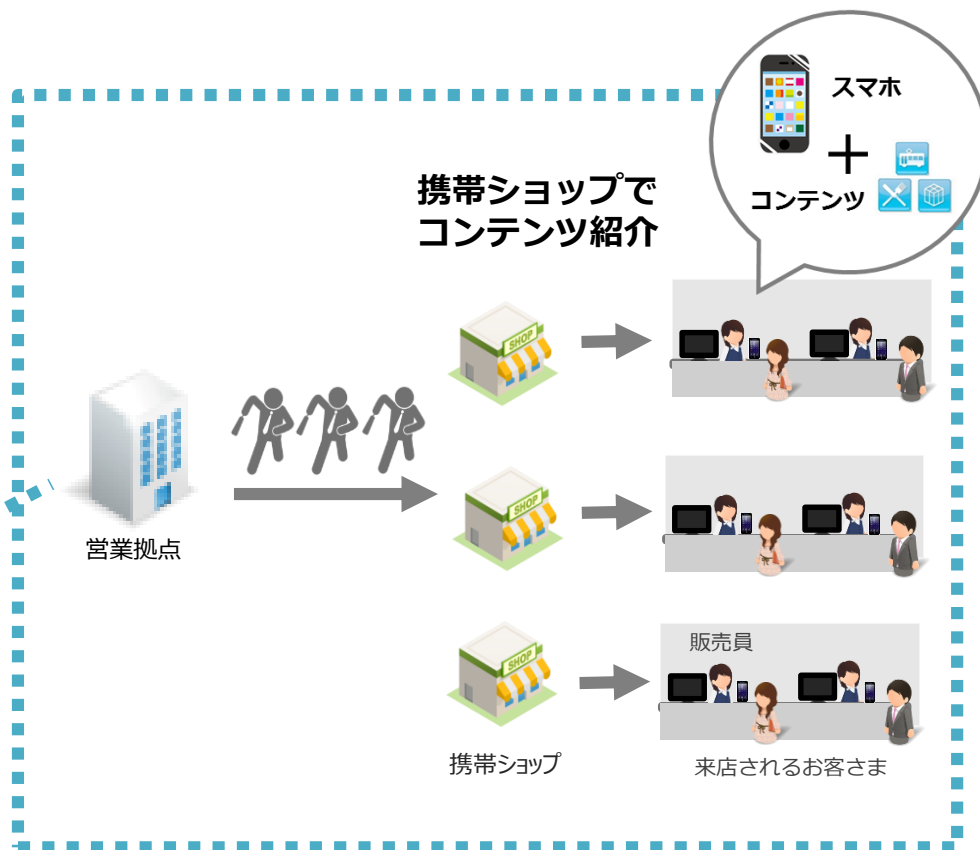 スマホ
＋
コンテンツ
携帯ショップで
コンテンツ紹介
SHOP
営業拠点
SHOP
販売員
SHOP
携帯ショップ
来店されるお客さま